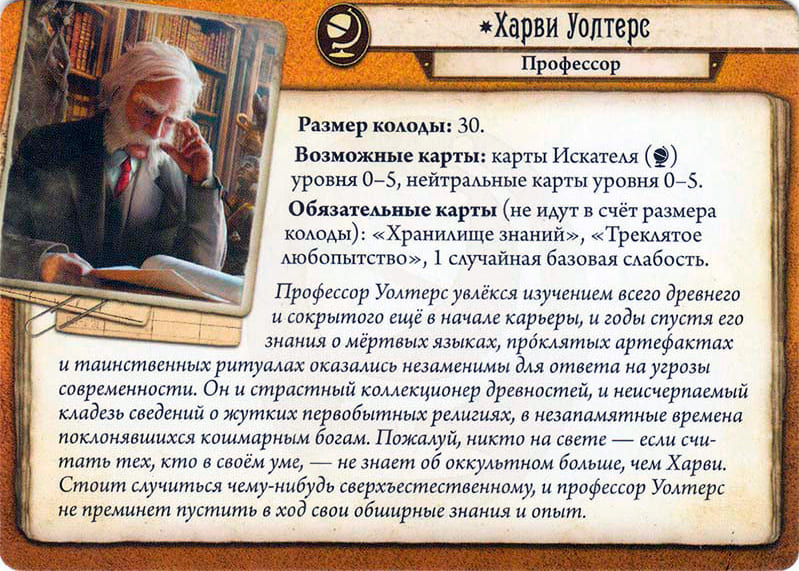 ✷Харви Уолтерс
Профессор
Размер колоды: 30.
Возможные карты: карты Искателя ()
уровня 0–5, нейтральные карты уровня 0–5.
Обязательные карты (не идут в счёт размера
колоды): «Хранилище знаний», «Треклятое
любопытство», 1 случайная базовая слабость.
Профессор Уолтерс увлёкся изучением всего древнего
и сокрытого ещё в начале карьеры, и годы спустя его
знания о мёртвых языках, про́клятых артефактах
и таинственных ритуалах оказались незаменимы для ответа на угрозы
современности. Он и страстный коллекционер древностей, и неисчерпаемый
кладезь сведений о жутких первобытных религиях, в незапамятные времена
поклонявшихся кошмарным богам. Пожалуй, никто на свете — если счи-
тать тех, кто в своём уме, — не знает об оккультном больше, чем Харви.
Стоит случиться чему-нибудь сверхъестественному, и профессор Уолтерс
не преминет пустить в ход свои обширные знания и опыт.